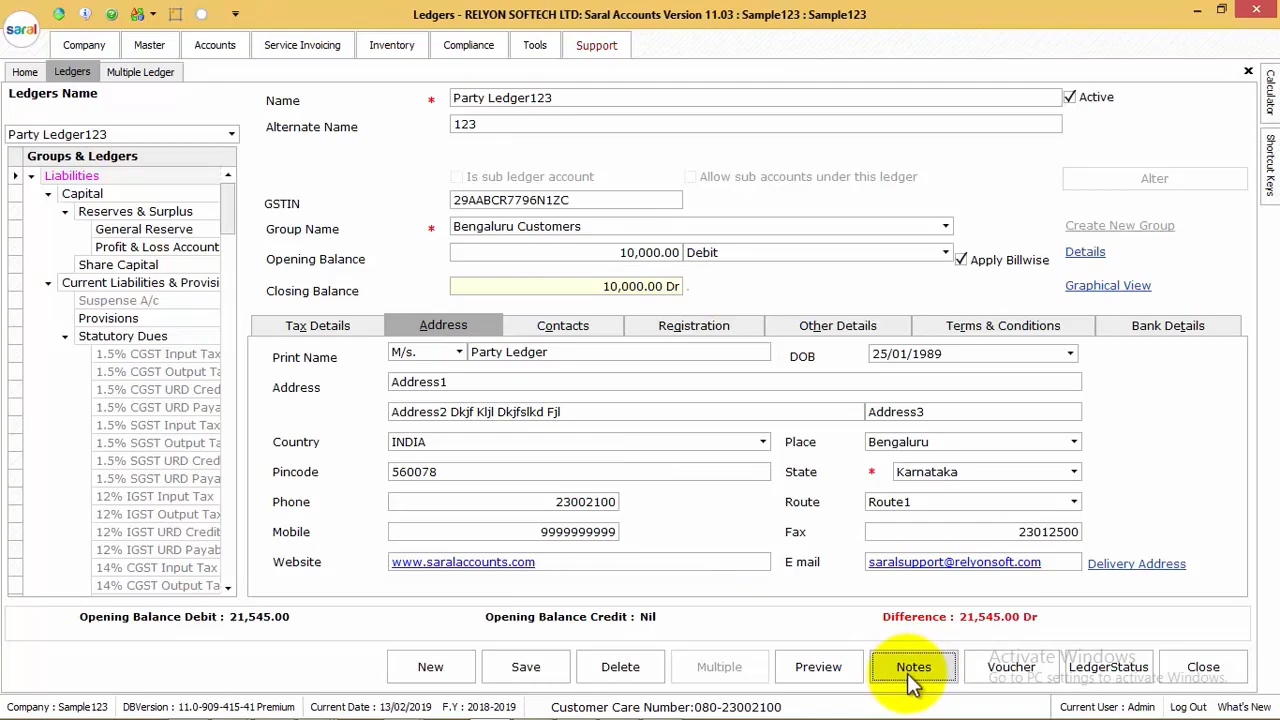 Ledgers - RELYON SOFTECH LTD: Saral Accounts Version 11.03 : Sample123 : Sample123
saral
Company Master Accounts Service Invoicing Inventory Compliance Tools Support
Home Ledgers Multiple Ledger
Calculator
Shortcut Keys
Ledgers Name
Party Ledger123
Groups & Ledgers
Liabilities
Capital
Reserves & Surplus
General Reserve
Profit & Loss Account
Share Capital
Current Liabilities & Provisi
Suspense A/c
Provisions
Statutory Dues
1.5% CGST Input Tax
1.5% CGST Output Ta
1.5% CGST URD Cred
1.5% CGST URD Paya
1.5% SGST Input Tax
1.5% SGST Output Ta
1.5% SGST URD Cred
1.5% SGST URD Paya
12% IGST Input Tax
12% IGST Output Tax
12% IGST URD Credit
12% IGST URD Payab
14% CGST Input Tax
14% CGST Output Ta
Name * Party Ledger123 Active
Alternate Name 123
Is sub ledger account Allow sub accounts under this ledger Alter
GSTIN 29AABCR7796N1ZC
Group Name * Bengaluru Customers Create New Group
Opening Balance 10,000.00 Debit Apply Billwise Details
Closing Balance 10,000.00 Dr . Graphical View
Tax Details Address Contacts Registration Other Details Terms & Conditions Bank Details
Print Name M/s. Party Ledger DOB 25/01/1989
Address Address1
Address2 Dkjf Kljl Dkjfslkd Fjl Address3
Country INDIA Place Bengaluru
Pincode 560078 State * Karnataka
Phone 23002100 Route Route1
Mobile 9999999999 Fax 23012500
Website www.saralaccounts.com E mail saralsupport@relyonsoft.com Delivery Address
Opening Balance Debit : 21,545.00 Opening Balance Credit : Nil Difference : 21,545.00 Dr
New Save Delete Multiple Preview Notes Voucher LedgerStatus Close
Activate Windows
Go to PC settings to activate Windows.
Company : Sample123 DBVersion : 11.0-909-415-41 Premium Current Date : 13/02/2019 F.Y : 2018-2019 Customer Care Number:080-23002100 Current User : Admin Log Out What's New